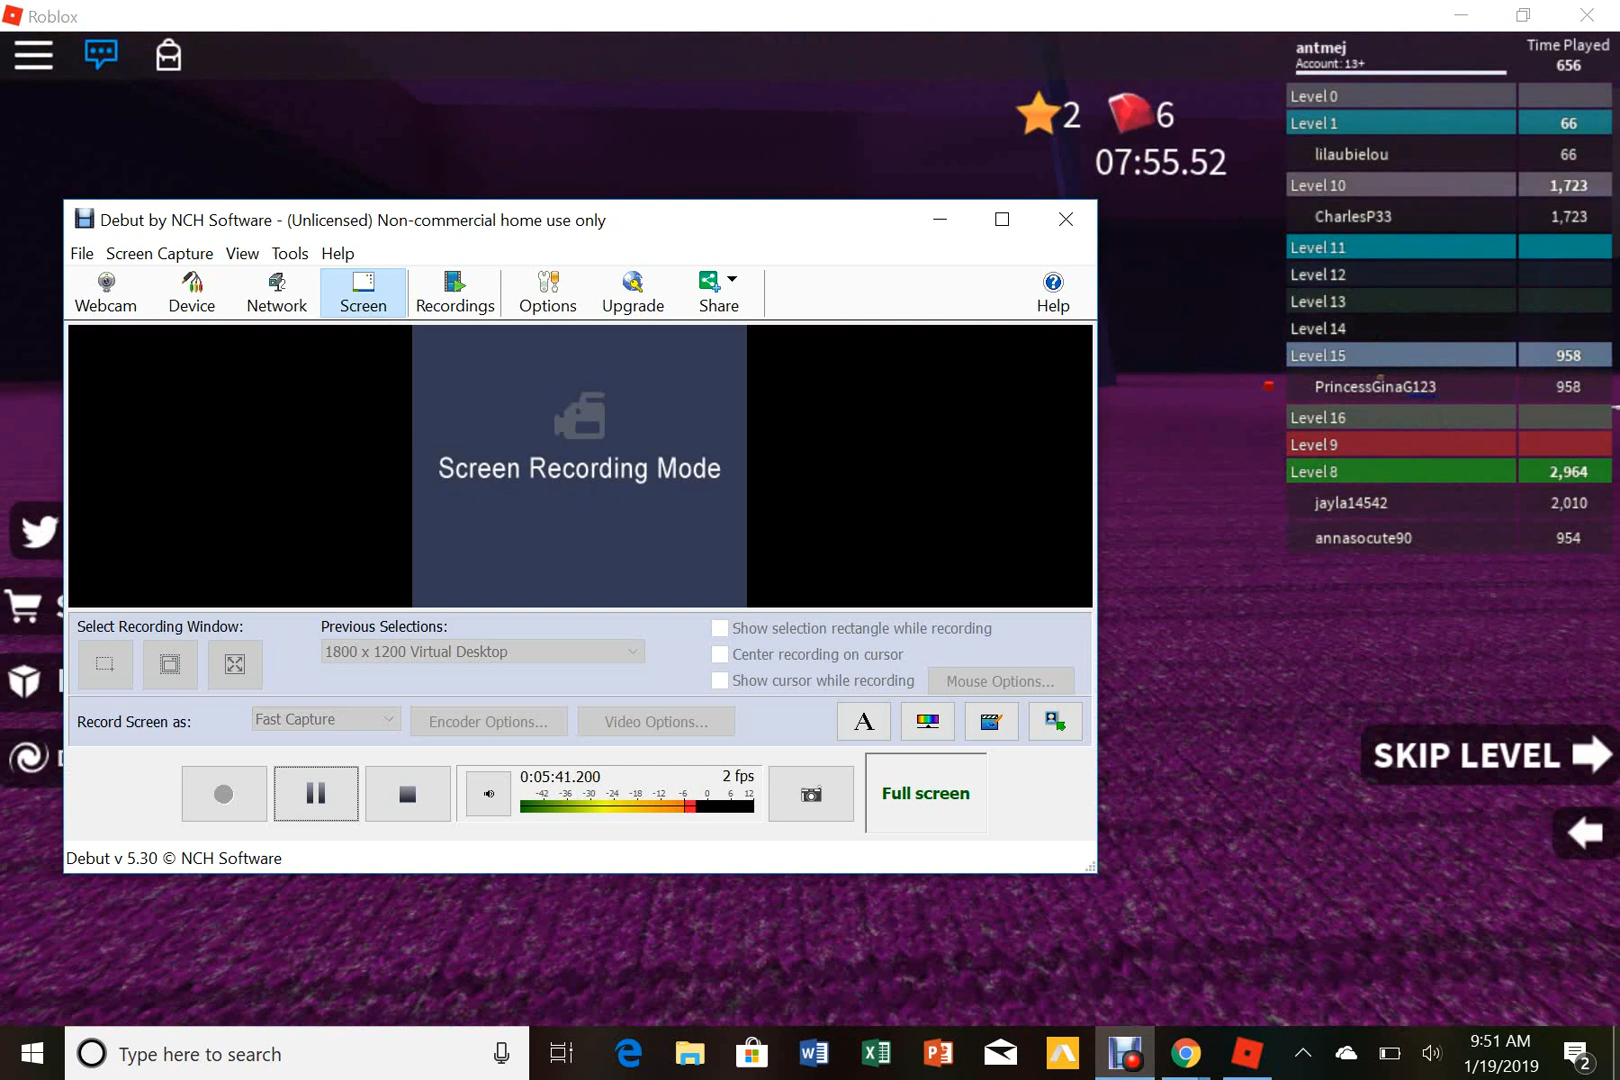 Roblox
antmej
Account: 13+
Time Played
656
2
6
07:55.52
Level 0
Level 1 66
lilaubielou 66
Level 10 1,723
CharlesP33 1,723
Level 11
Level 12
Level 13
Level 14
Level 15 958
PrincessGinaG123 958
Level 16
Level 9
Level 8 2,964
jayla14542 2,010
annasocute90 954
Debut by NCH Software - (Unlicensed) Non-commercial home use only
File Screen Capture View Tools Help
Webcam Device Network Screen Recordings Options Upgrade Share Help
Screen Recording Mode
Select Recording Window:
Previous Selections:
1800 x 1200 Virtual Desktop
Show selection rectangle while recording
Center recording on cursor
Show cursor while recording
Mouse Options...
Record Screen as:
Fast Capture
Encoder Options...
Video Options...
A
0:05:41.200 2 fps
-42 -36 -30 -24 -18 -12 -6 0 6 12
Full screen
Debut v 5.30 © NCH Software
SKIP LEVEL
Type here to search
9:51 AM
1/19/2019
2